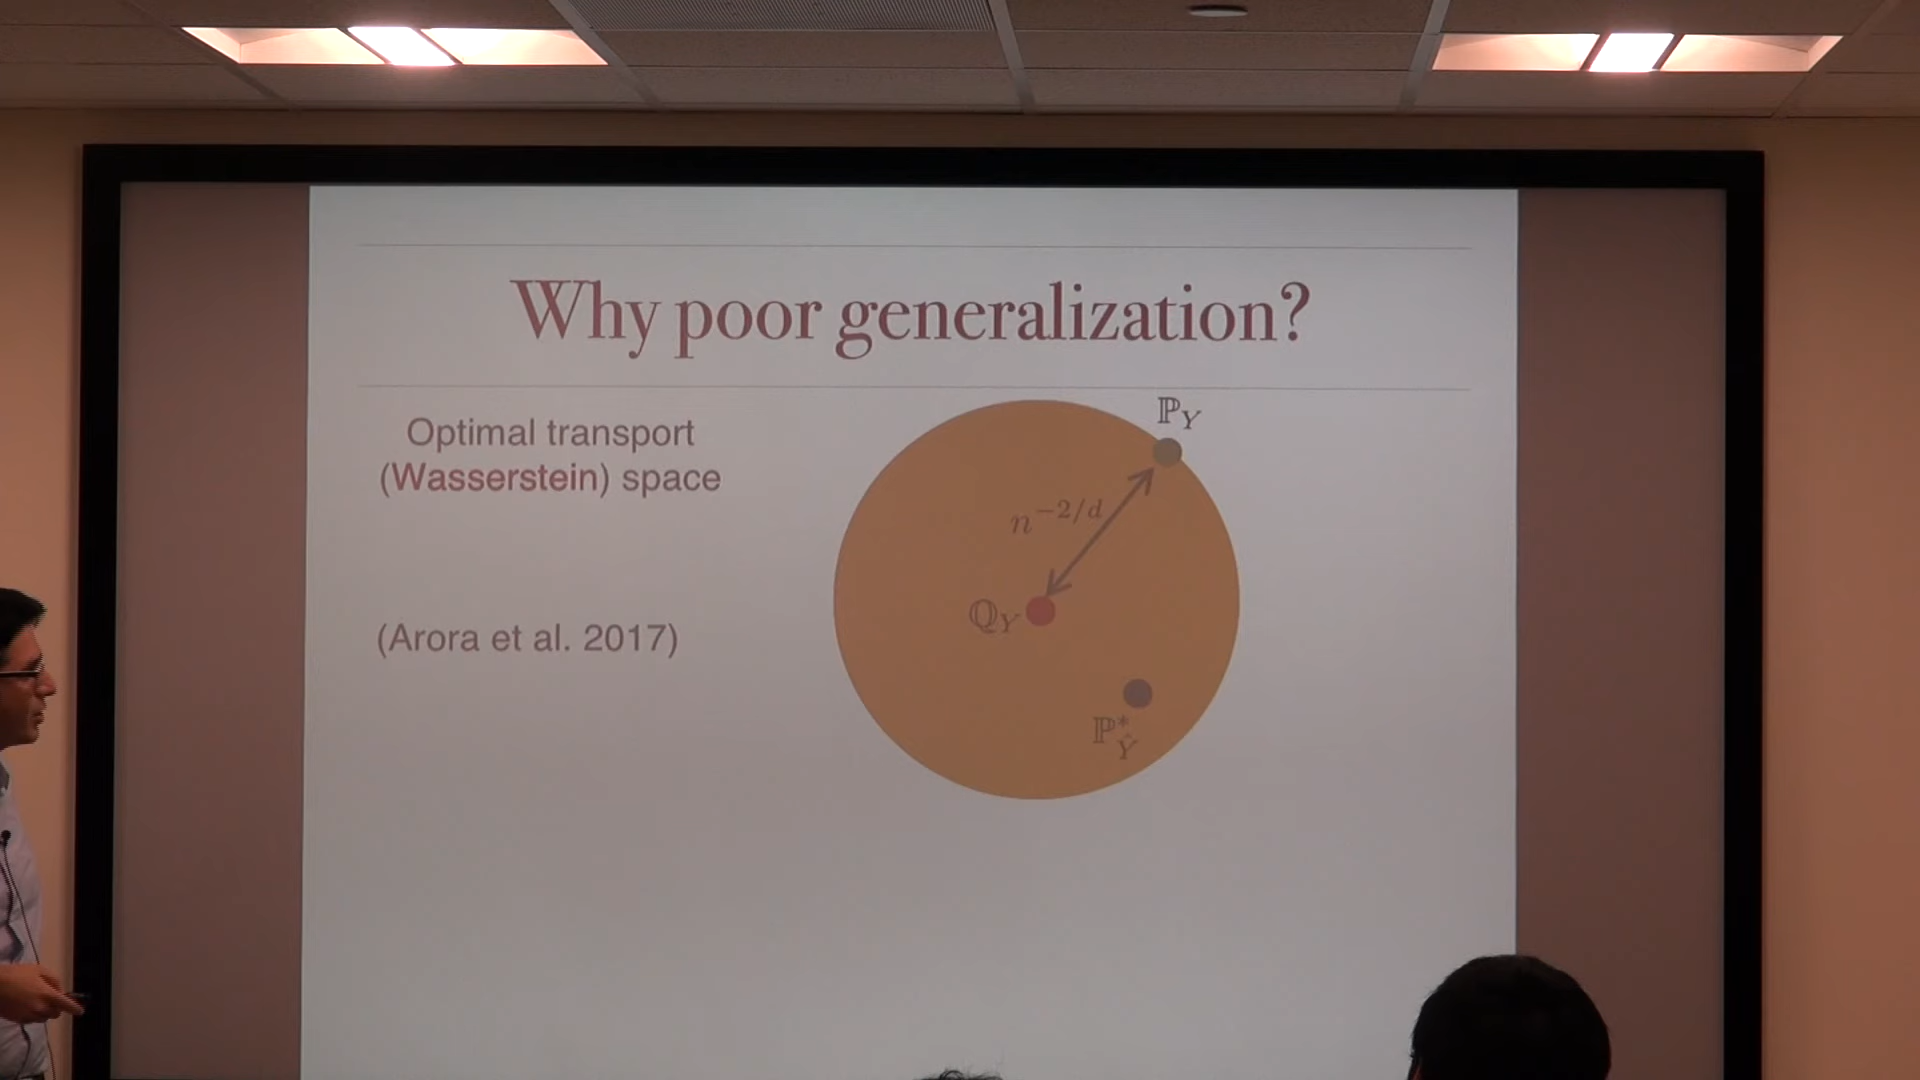 Why poor generalization?
Optimal transport
(Wasserstein) space
(Arora et al. 2017)
ℙ_Y
n^{-2/d}
ℚ_Y
ℙ*_Ŷ